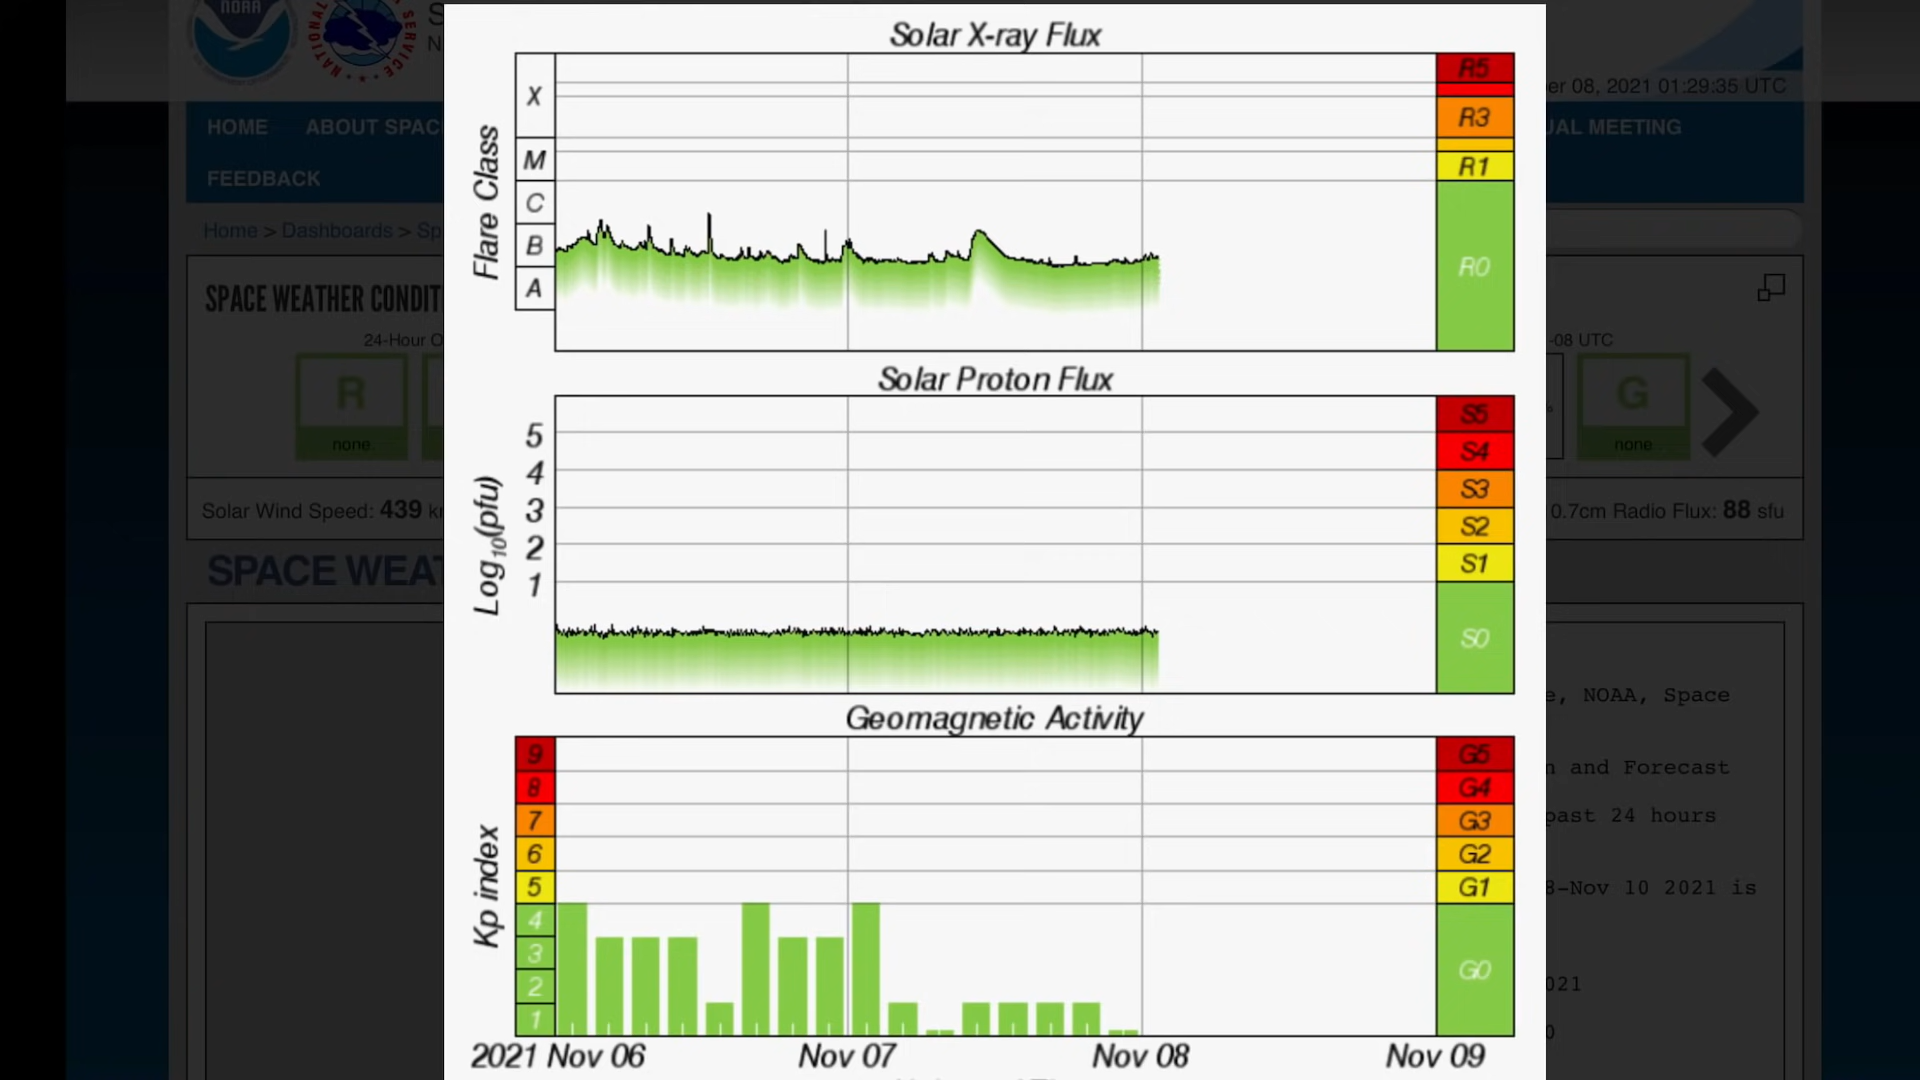 NOAA
NATIONAL
SERVICE
S
N
er 08, 2021 01:29:35 UTC
HOME
ABOUT SPAC
UAL MEETING
FEEDBACK
Home > Dashboards > Sp
SPACE WEATHER CONDIT
24-Hour O
-08 UTC
R
none
G
none
Solar Wind Speed: 439 k
0.7cm Radio Flux: 88 sfu
SPACE WEAT
e, NOAA, Space
n and Forecast
past 24 hours
8-Nov 10 2021 is
021
0
Solar X-ray Flux
Flare Class
X
M
C
B
A
R5
R3
R1
R0
Solar Proton Flux
Log10(pfu)
5
4
3
2
1
S5
S4
S3
S2
S1
S0
Geomagnetic Activity
Kp index
9
8
7
6
5
4
3
2
1
G5
G4
G3
G2
G1
G0
2021 Nov 06
Nov 07
Nov 08
Nov 09